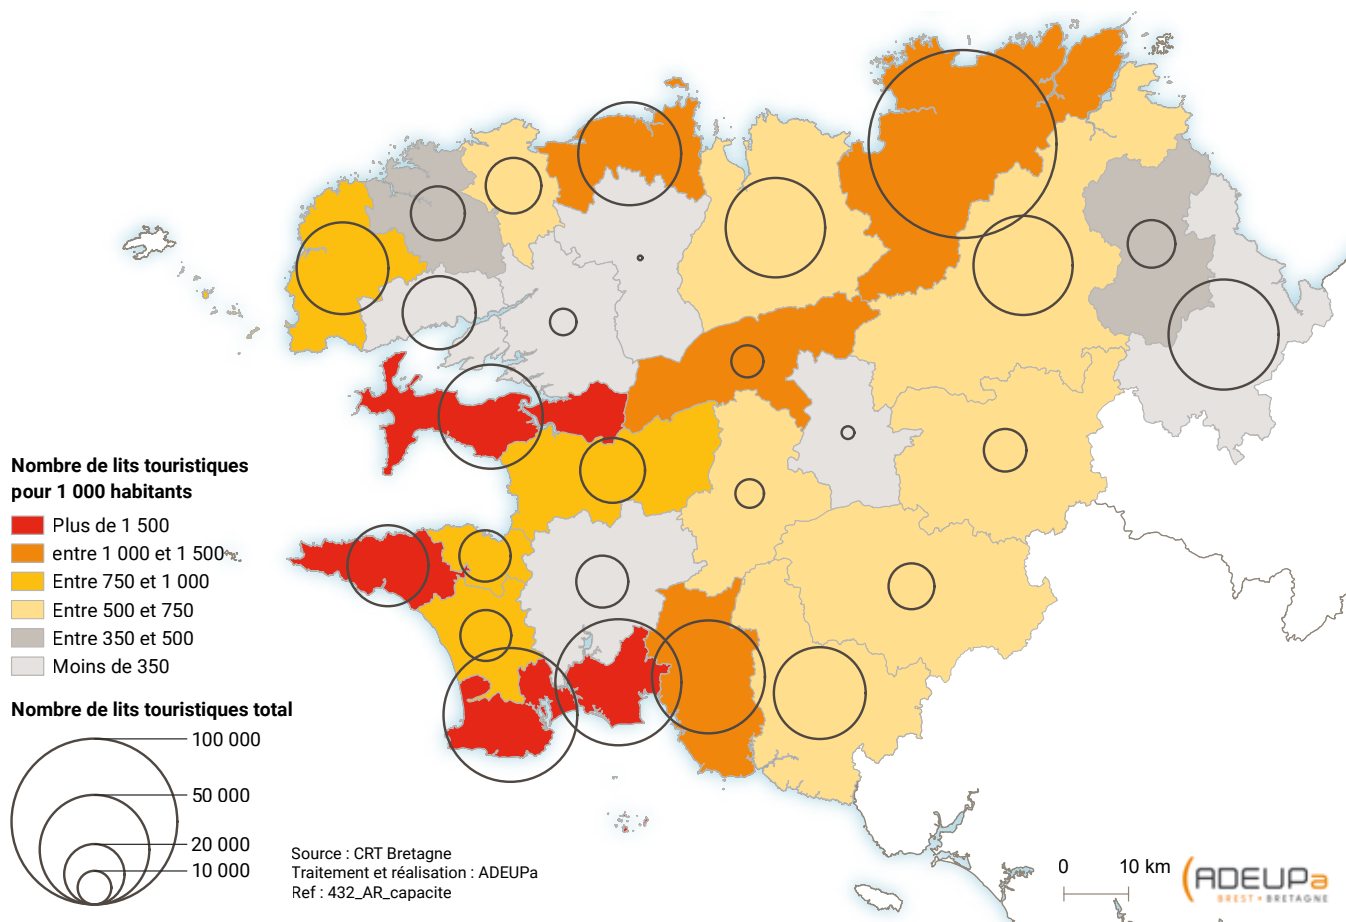 Nombre de lits touristiques
pour 1 000 habitants
Plus de 1 500
entre 1 000 et 1 500
Entre 750 et 1 000
Entre 500 et 750
Entre 350 et 500
Moins de 350
Nombre de lits touristiques total
100 000
50 000
20 000
10 000
Source : CRT Bretagne
Traitement et réalisation : ADEUPa
Ref : 432_AR_capacite
0 10 km
ADEUPa
BREST • BRETAGNE